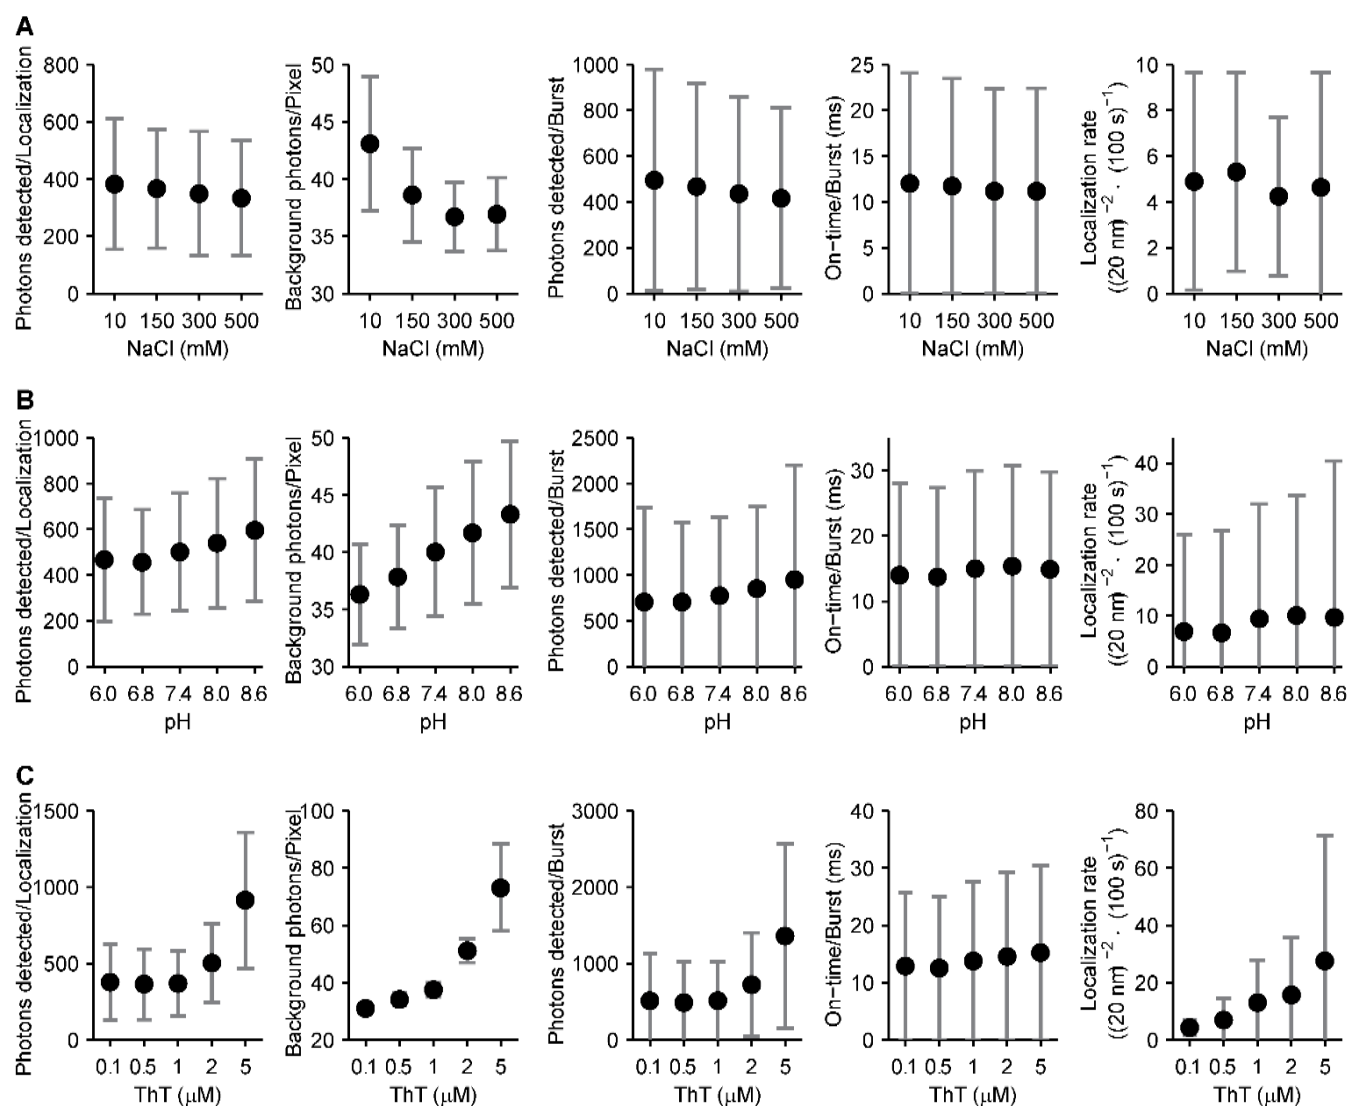 A
Photons detected/Localization
800
600
400
200
0
10 150 300 500
NaCl (mM)
Background photons/Pixel
50
45
40
35
30
10 150 300 500
NaCl (mM)
Photons detected/Burst
1000
800
600
400
200
0
10 150 300 500
NaCl (mM)
On−time/Burst (ms)
25
20
15
10
5
0
10 150 300 500
NaCl (mM)
Localization rate
((20 nm)⁻² · (100 s)⁻¹)
10
8
6
4
2
0
10 150 300 500
NaCl (mM)
B
Photons detected/Localization
1000
800
600
400
200
0
6.0 6.8 7.4 8.0 8.6
pH
Background photons/Pixel
50
45
40
35
30
6.0 6.8 7.4 8.0 8.6
pH
Photons detected/Burst
2500
2000
1500
1000
500
0
6.0 6.8 7.4 8.0 8.6
pH
On−time/Burst (ms)
30
20
10
0
6.0 6.8 7.4 8.0 8.6
pH
Localization rate
((20 nm)⁻² · (100 s)⁻¹)
40
30
20
10
0
6.0 6.8 7.4 8.0 8.6
pH
C
Photons detected/Localization
1500
1000
500
0
0.1 0.5 1 2 5
ThT (μM)
Background photons/Pixel
100
80
60
40
20
0.1 0.5 1 2 5
ThT (μM)
Photons detected/Burst
3000
2000
1000
0
0.1 0.5 1 2 5
ThT (μM)
On−time/Burst (ms)
40
30
20
10
0
0.1 0.5 1 2 5
ThT (μM)
Localization rate
((20 nm)⁻² · (100 s)⁻¹)
80
60
40
20
0
0.1 0.5 1 2 5
ThT (μM)